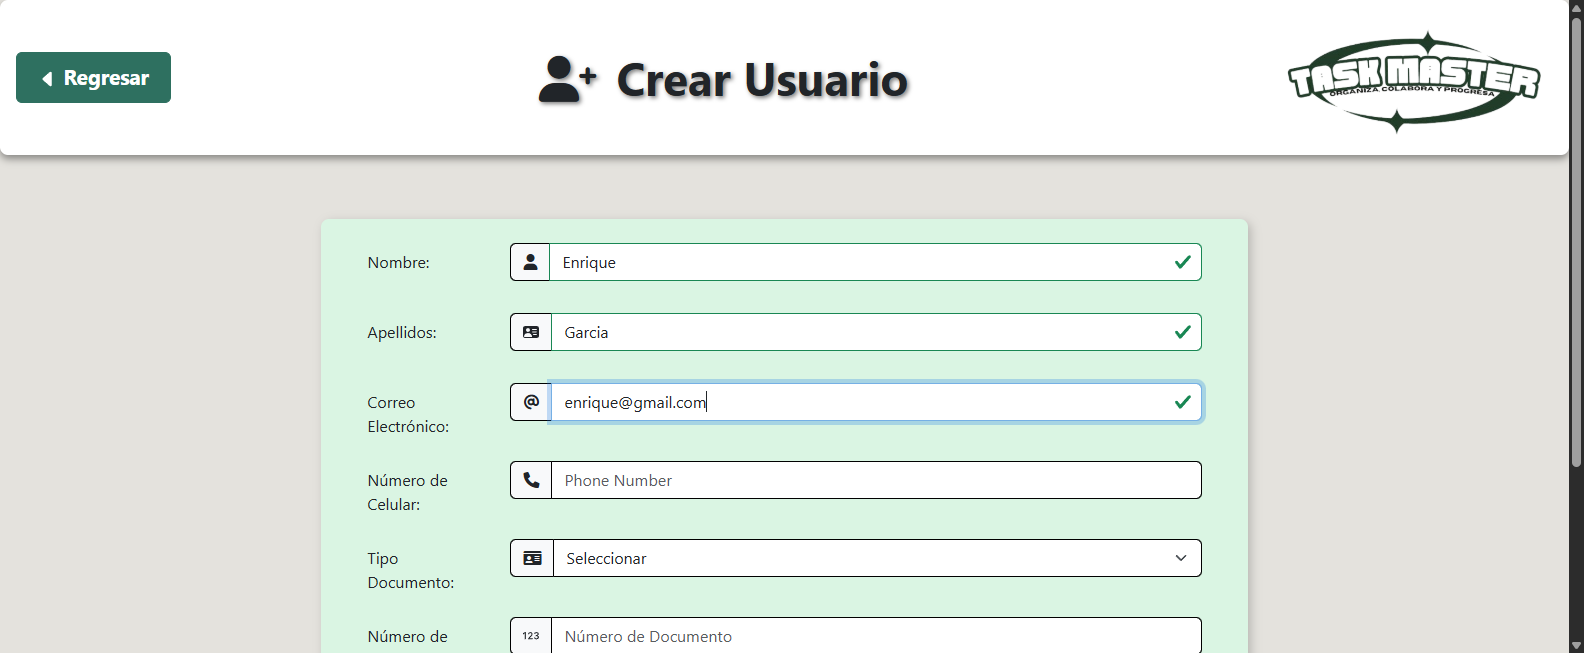 Regresar
Crear Usuario
TASK MASTER
ORGANIZA COLABORA Y PROGRESA
Nombre:
Enrique
Apellidos:
Garcia
Correo
Electrónico:
@
enrique@gmail.com
Número de
Celular:
Phone Number
Tipo
Documento:
Seleccionar
Número de
123
Número de Documento